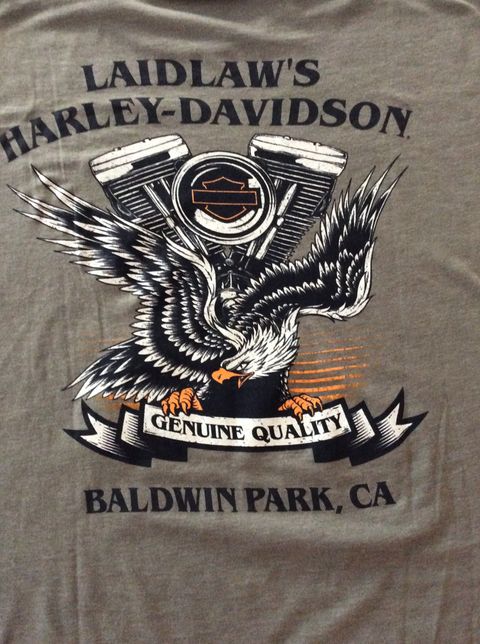 LAIDLAW'S
HARLEY-DAVIDSON
GENUINE QUALITY
BALDWIN PARK, CA